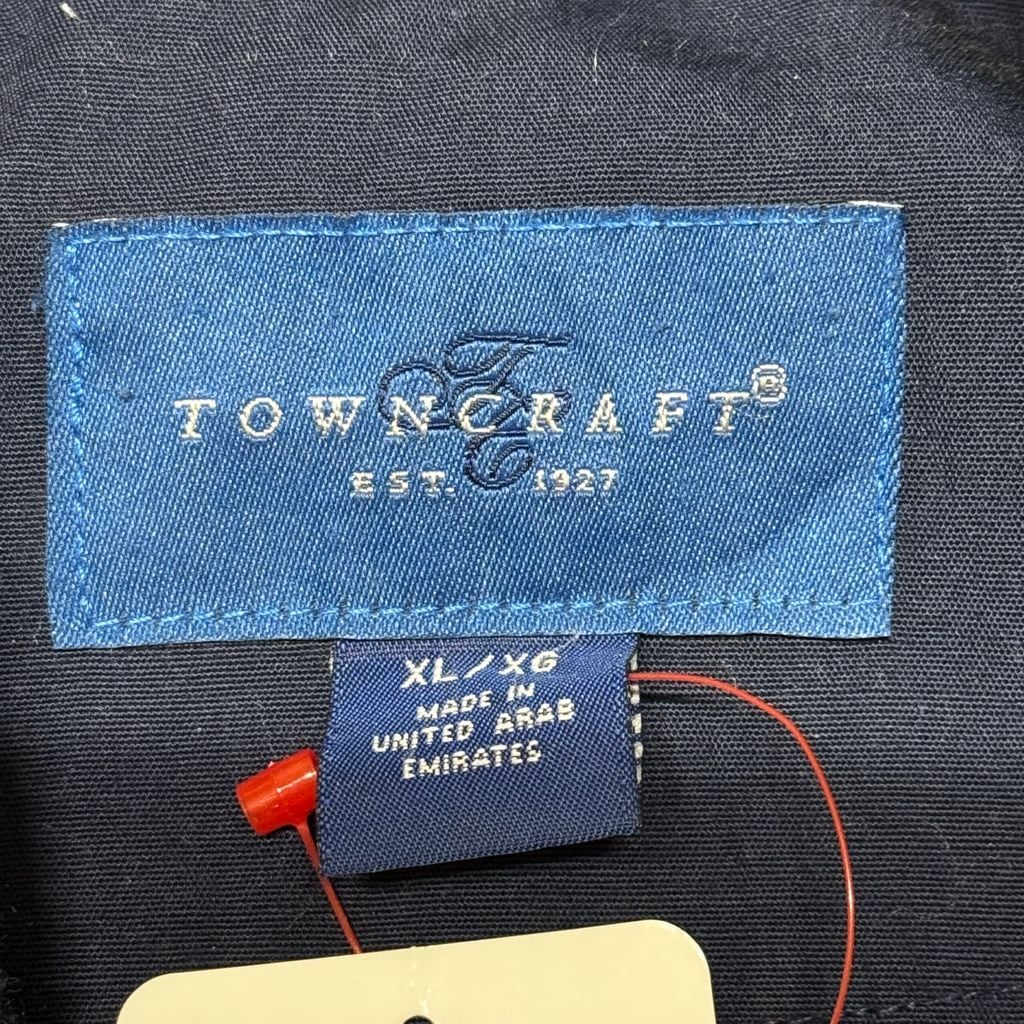 TOWNCRAFT®
EST. 1927
XL/XG
MADE IN
UNITED ARAB
EMIRATES